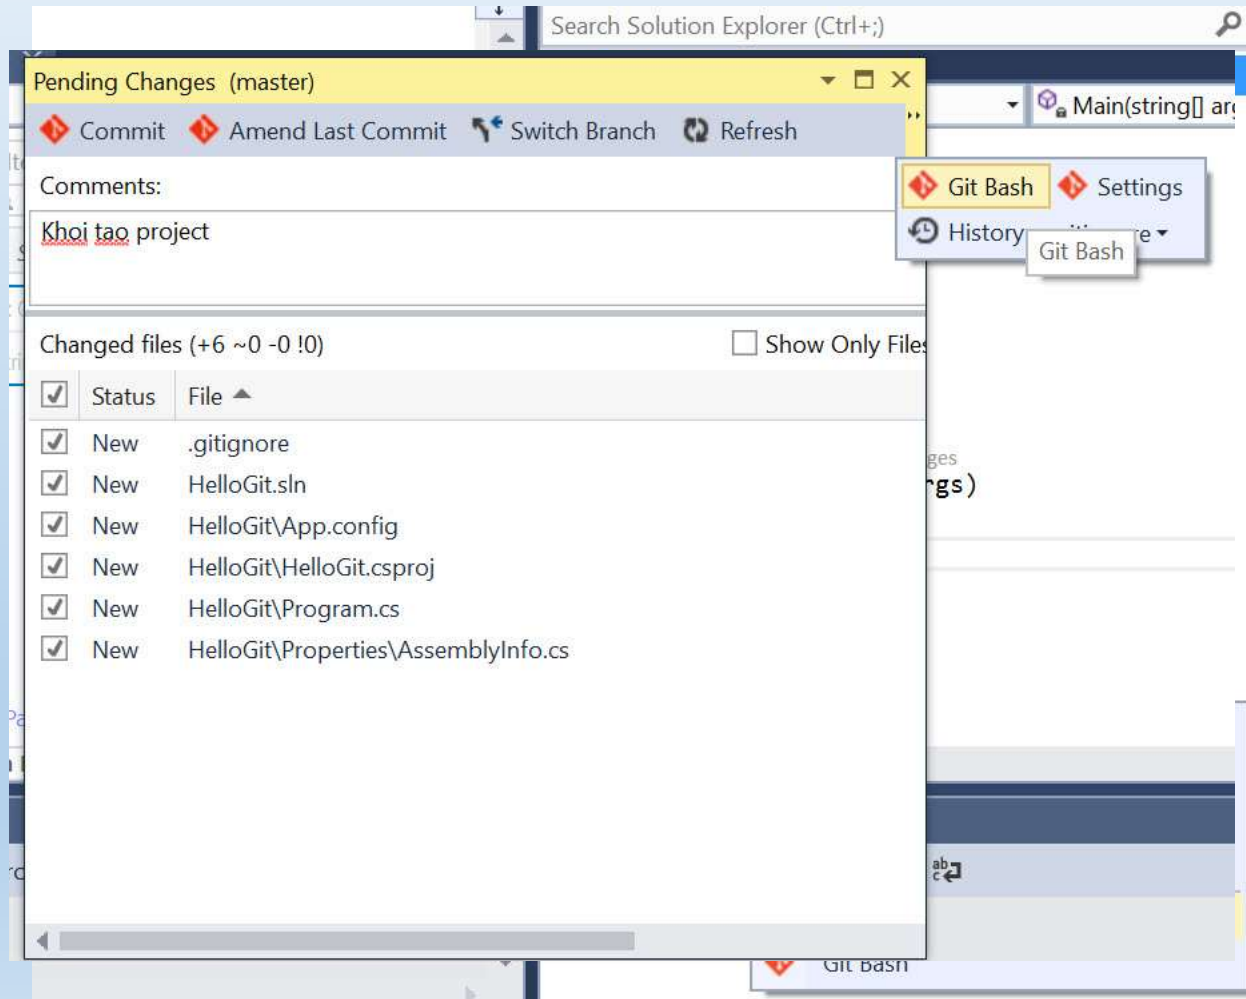 Search Solution Explorer (Ctrl+;)
Pending Changes (master)
Main(string[]
Commit Amend Last Commit Switch Branch Refresh
Comments:
Git Bash Settings
Khoi tao project
History
Git Bash
Changed files (+6 ~0 -0 !0)
Show Only Files
Status File
New .gitignore
New HelloGit.sln
New HelloGit\App.config
New HelloGit\HelloGit.csproj
New HelloGit\Program.cs
New HelloGit\Properties\AssemblyInfo.cs
Git Bash